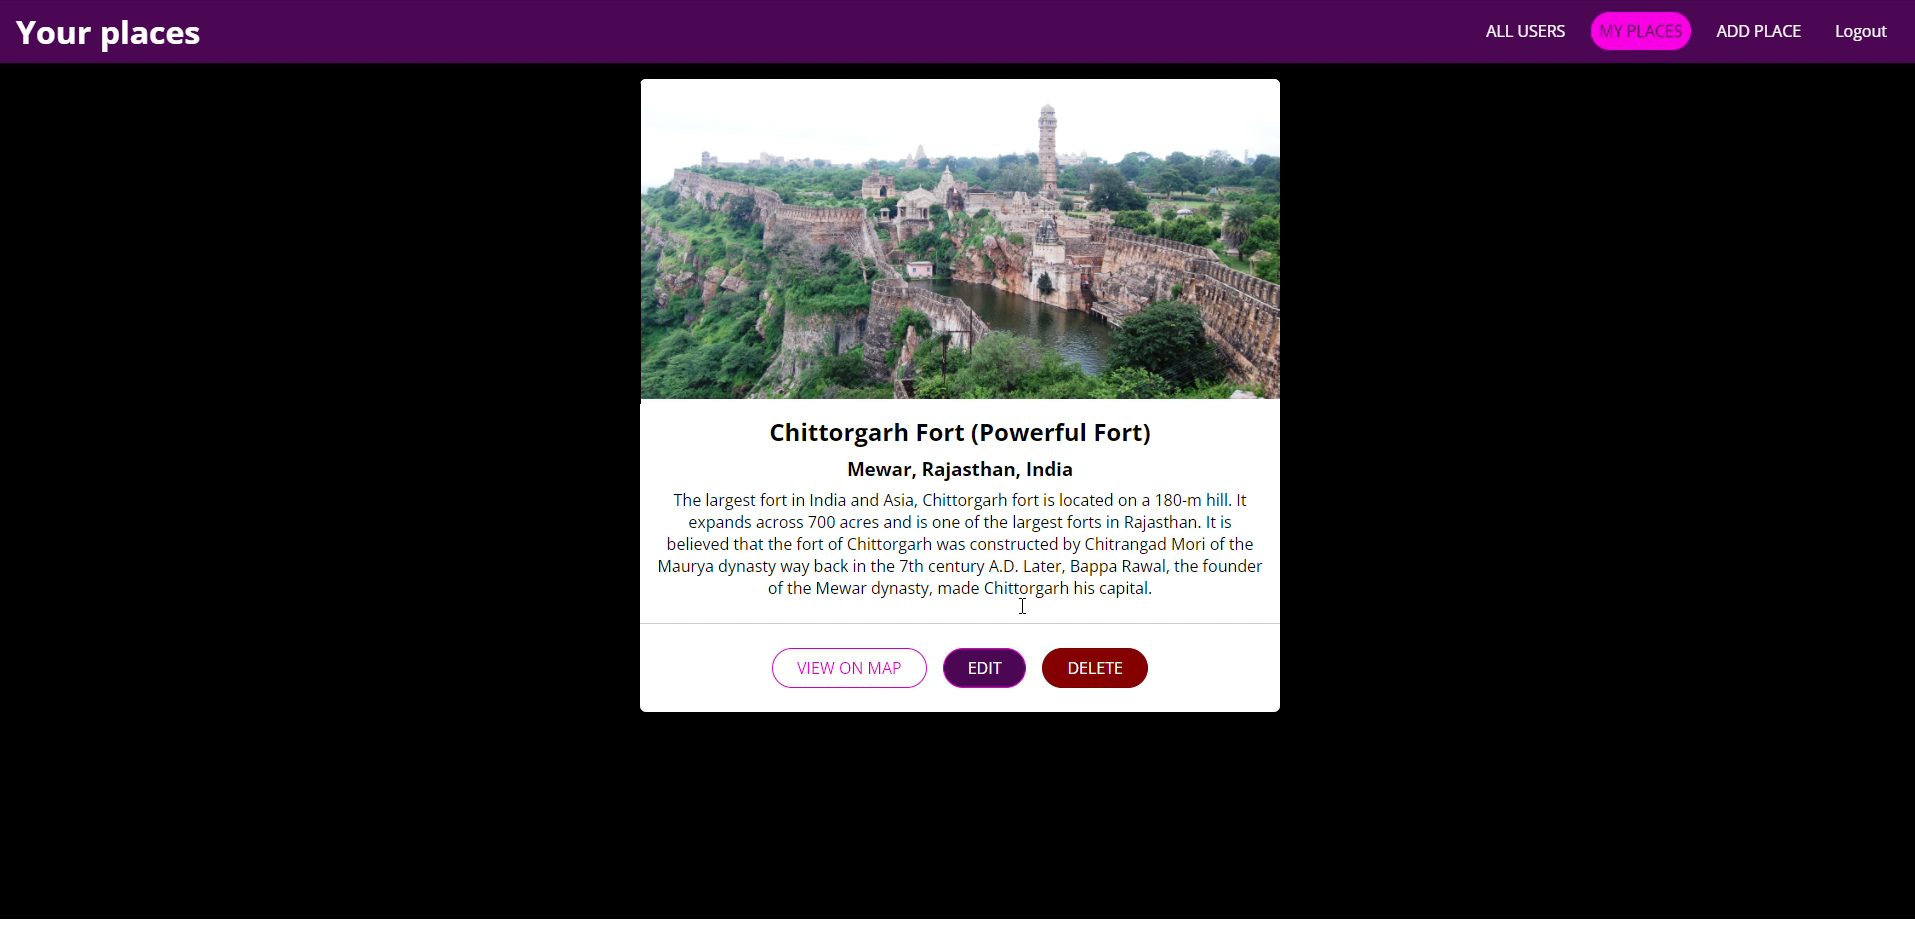 Your places
ALL USERS
MY PLACES
ADD PLACE
Logout
Chittorgarh Fort (Powerful Fort)
Mewar, Rajasthan, India
The largest fort in India and Asia, Chittorgarh fort is located on a 180-m hill. It
expands across 700 acres and is one of the largest forts in Rajasthan. It is
believed that the fort of Chittorgarh was constructed by Chitrangad Mori of the
Maurya dynasty way back in the 7th century A.D. Later, Bappa Rawal, the founder
of the Mewar dynasty, made Chittorgarh his capital.
VIEW ON MAP
EDIT
DELETE